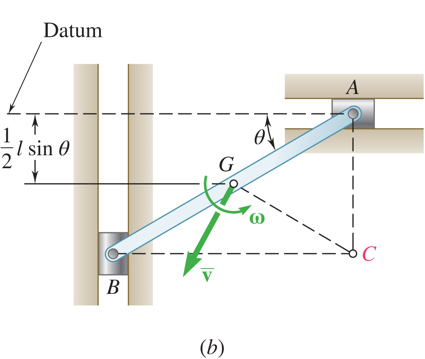 Datum
A
θ
1/2 l sin θ
G
ω
C
v̄
B
(b)